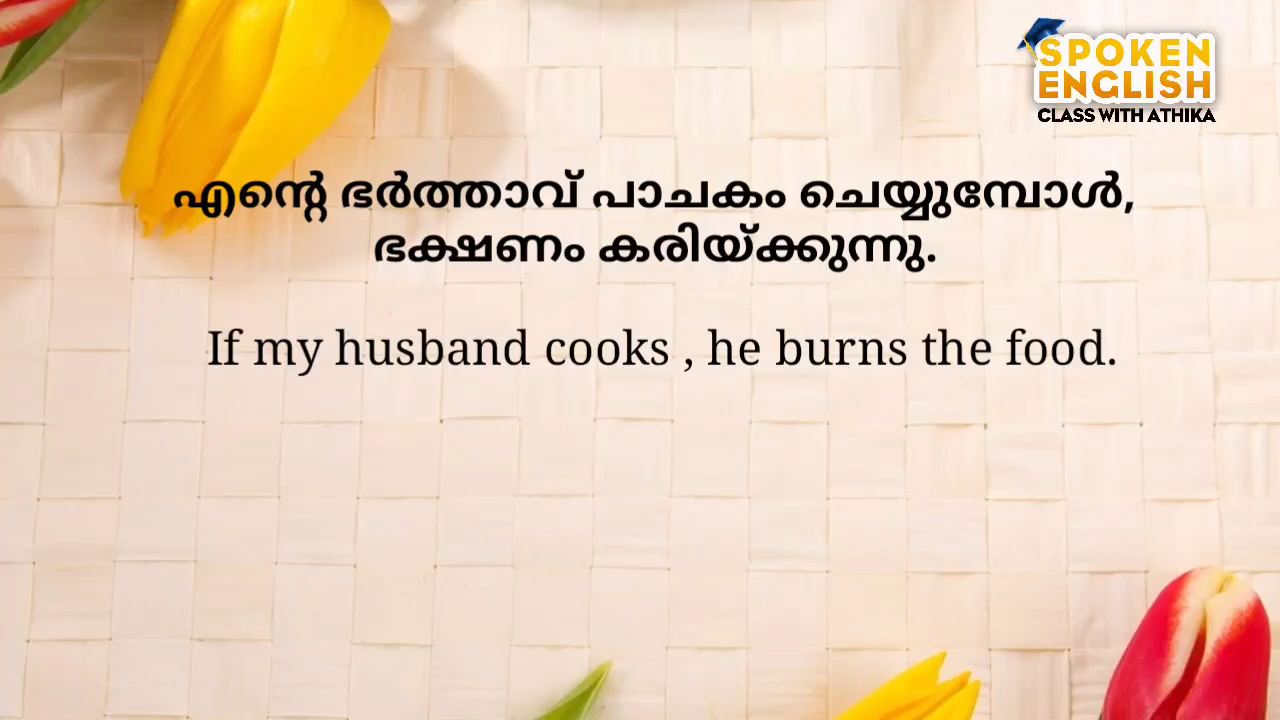 SPOKEN
ENGLISH
CLASS WITH ATHIKA
എന്റെ ഭർത്താവ് പാചകം ചെയ്യുമ്പോൾ,
ഭക്ഷണം കരിയ്ക്കുന്നു.
If my husband cooks , he burns the food.